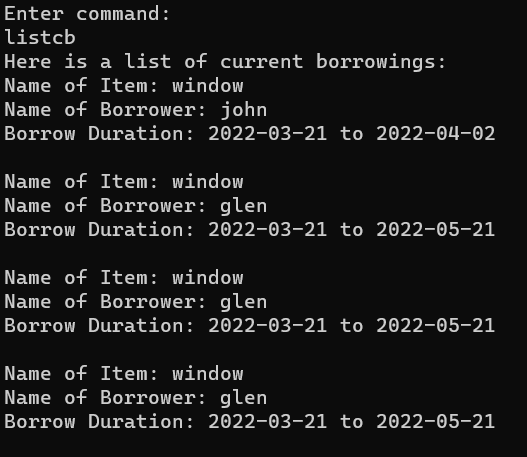 Enter command:
listcb
Here is a list of current borrowings:
Name of Item: window
Name of Borrower: john
Borrow Duration: 2022-03-21 to 2022-04-02
Name of Item: window
Name of Borrower: glen
Borrow Duration: 2022-03-21 to 2022-05-21
Name of Item: window
Name of Borrower: glen
Borrow Duration: 2022-03-21 to 2022-05-21
Name of Item: window
Name of Borrower: glen
Borrow Duration: 2022-03-21 to 2022-05-21